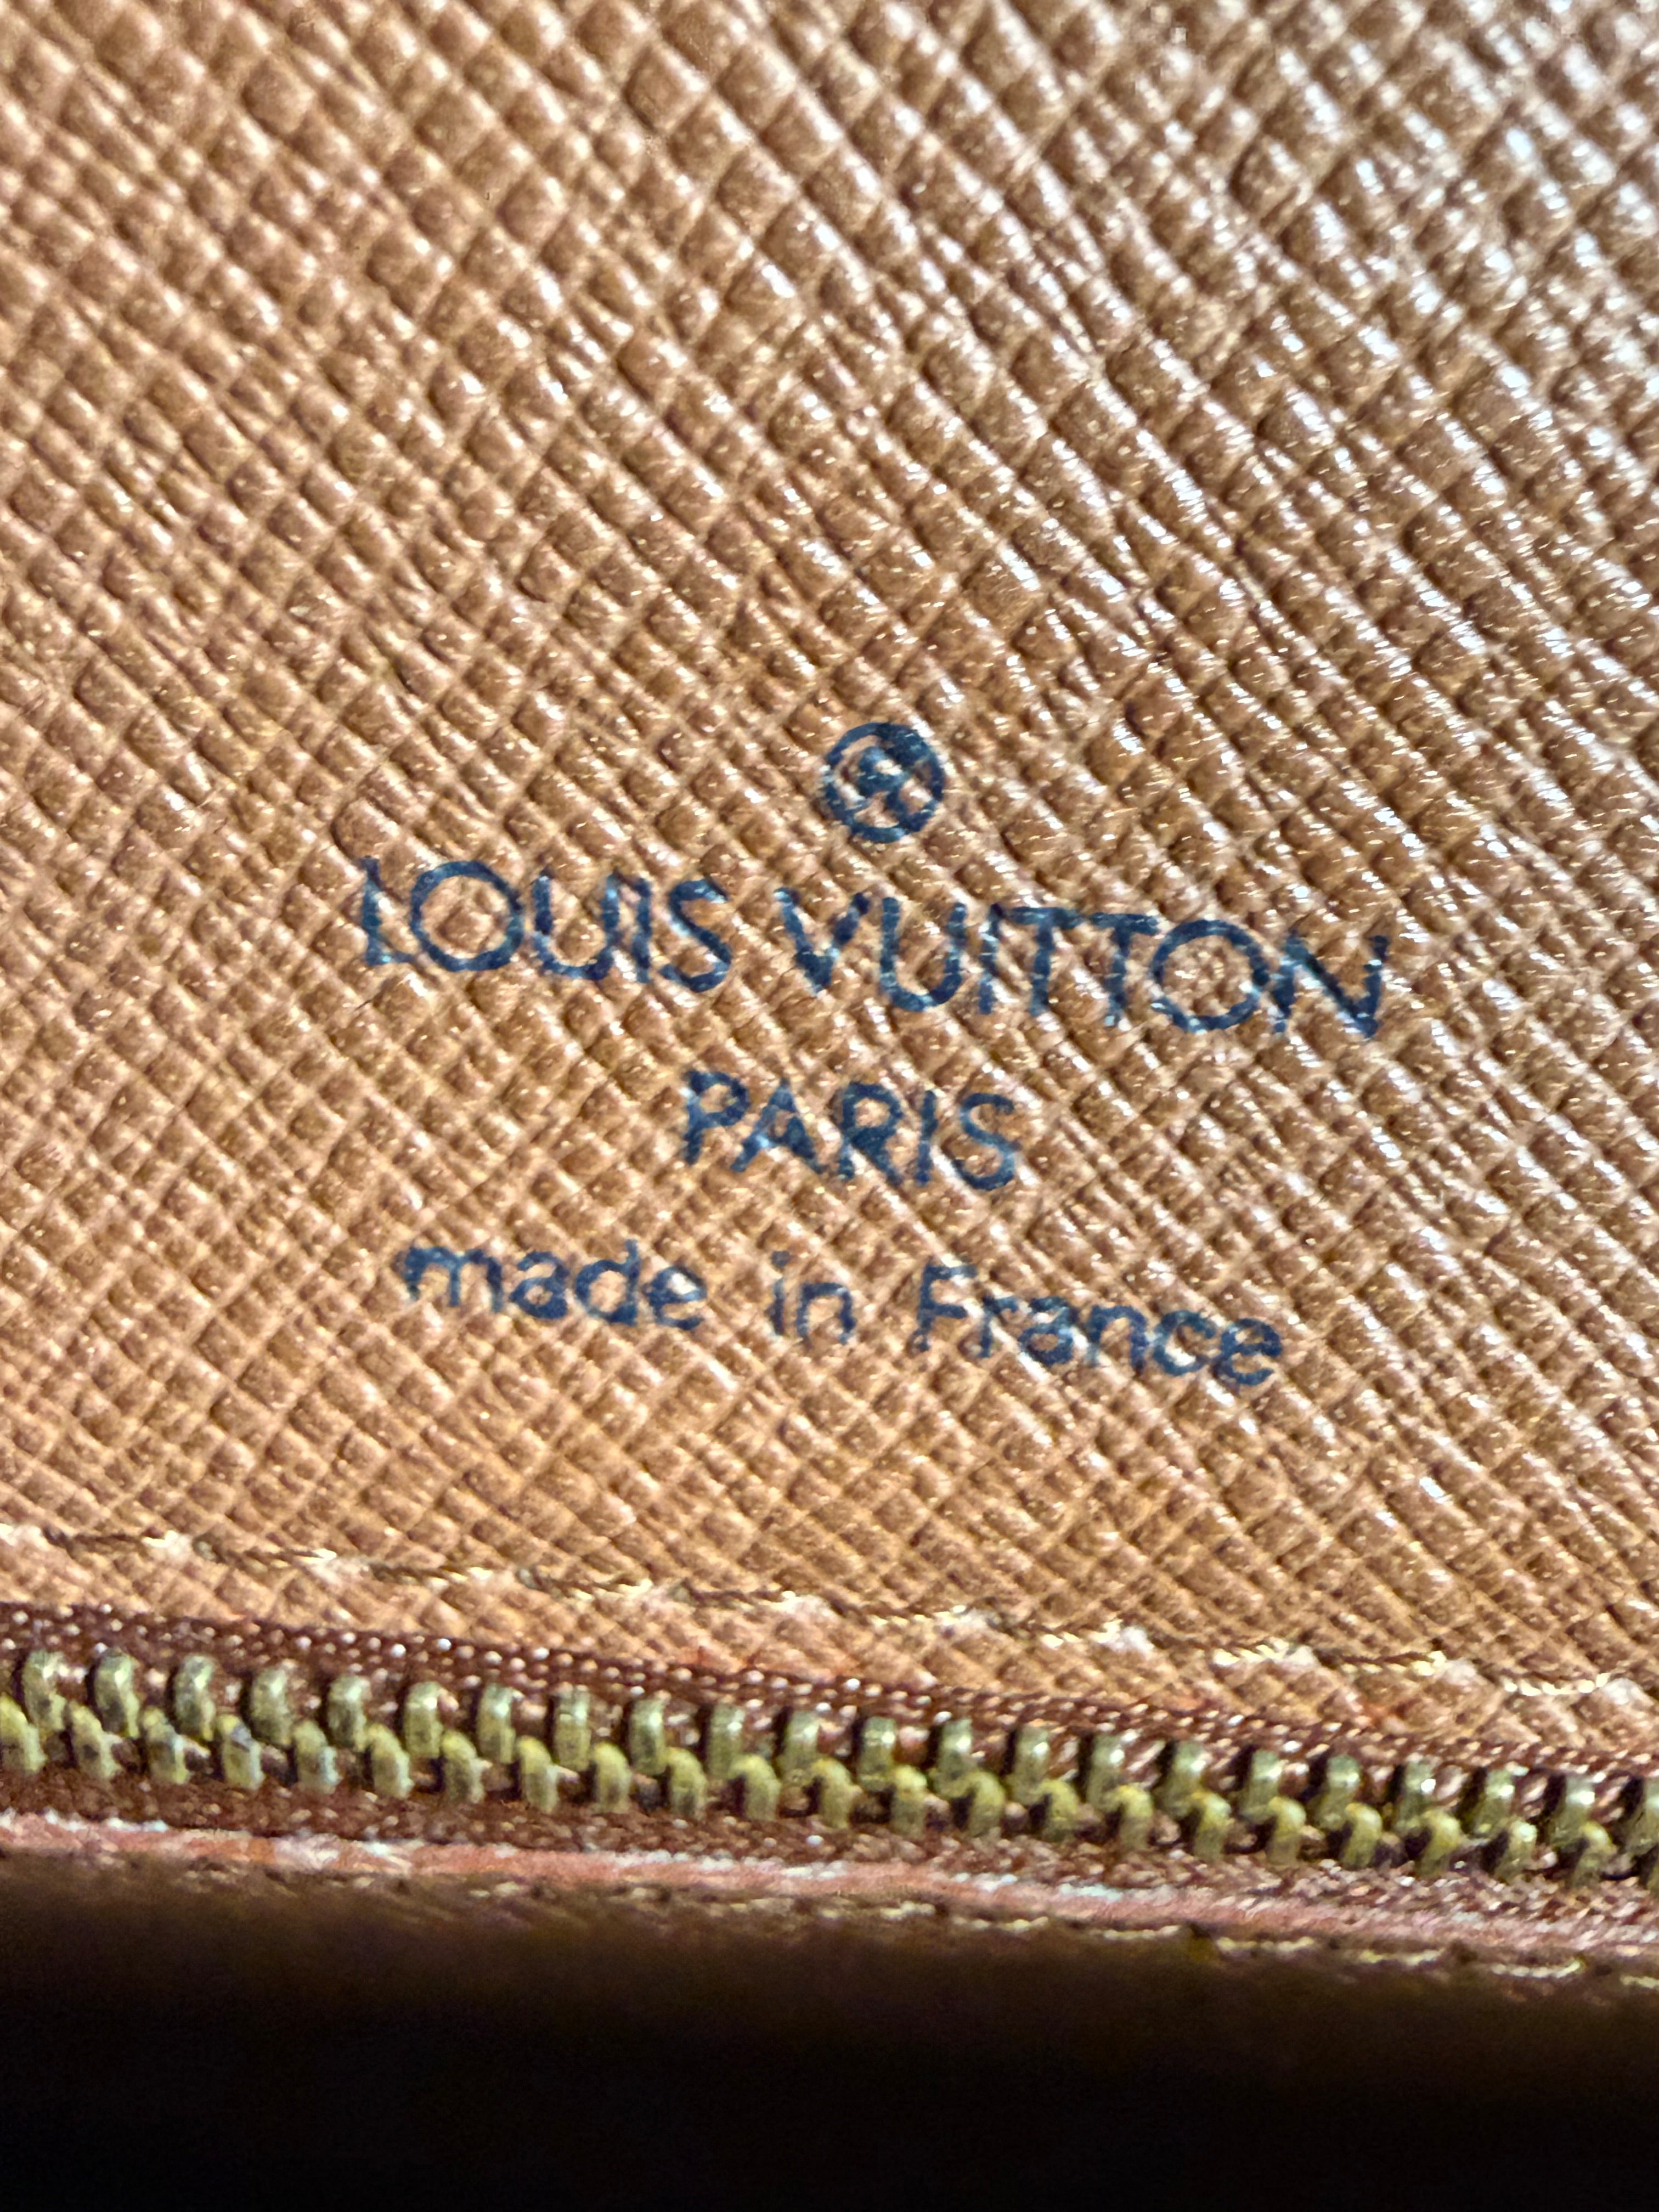 ®
LOUIS VUITTON
PARIS
made in France